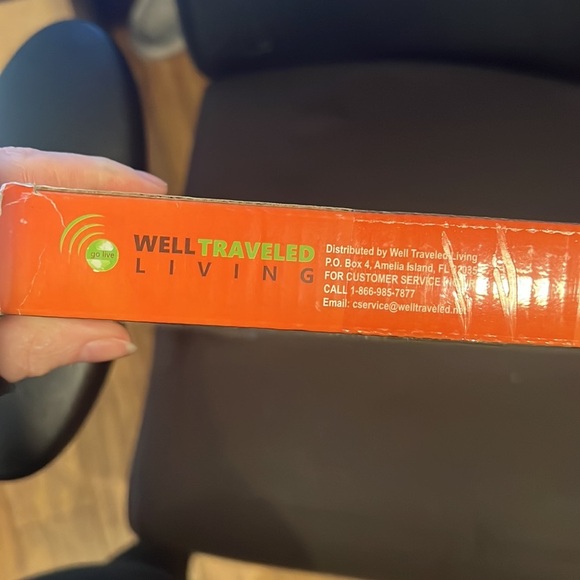 go live
WELL TRAVELED
LIVING
Distributed by Well Traveled Living
P.O. Box 4, Amelia Island, FL
FOR CUSTOMER SERVICE
CALL 1-866-985-7877
Email: cservice@welltraveled.n